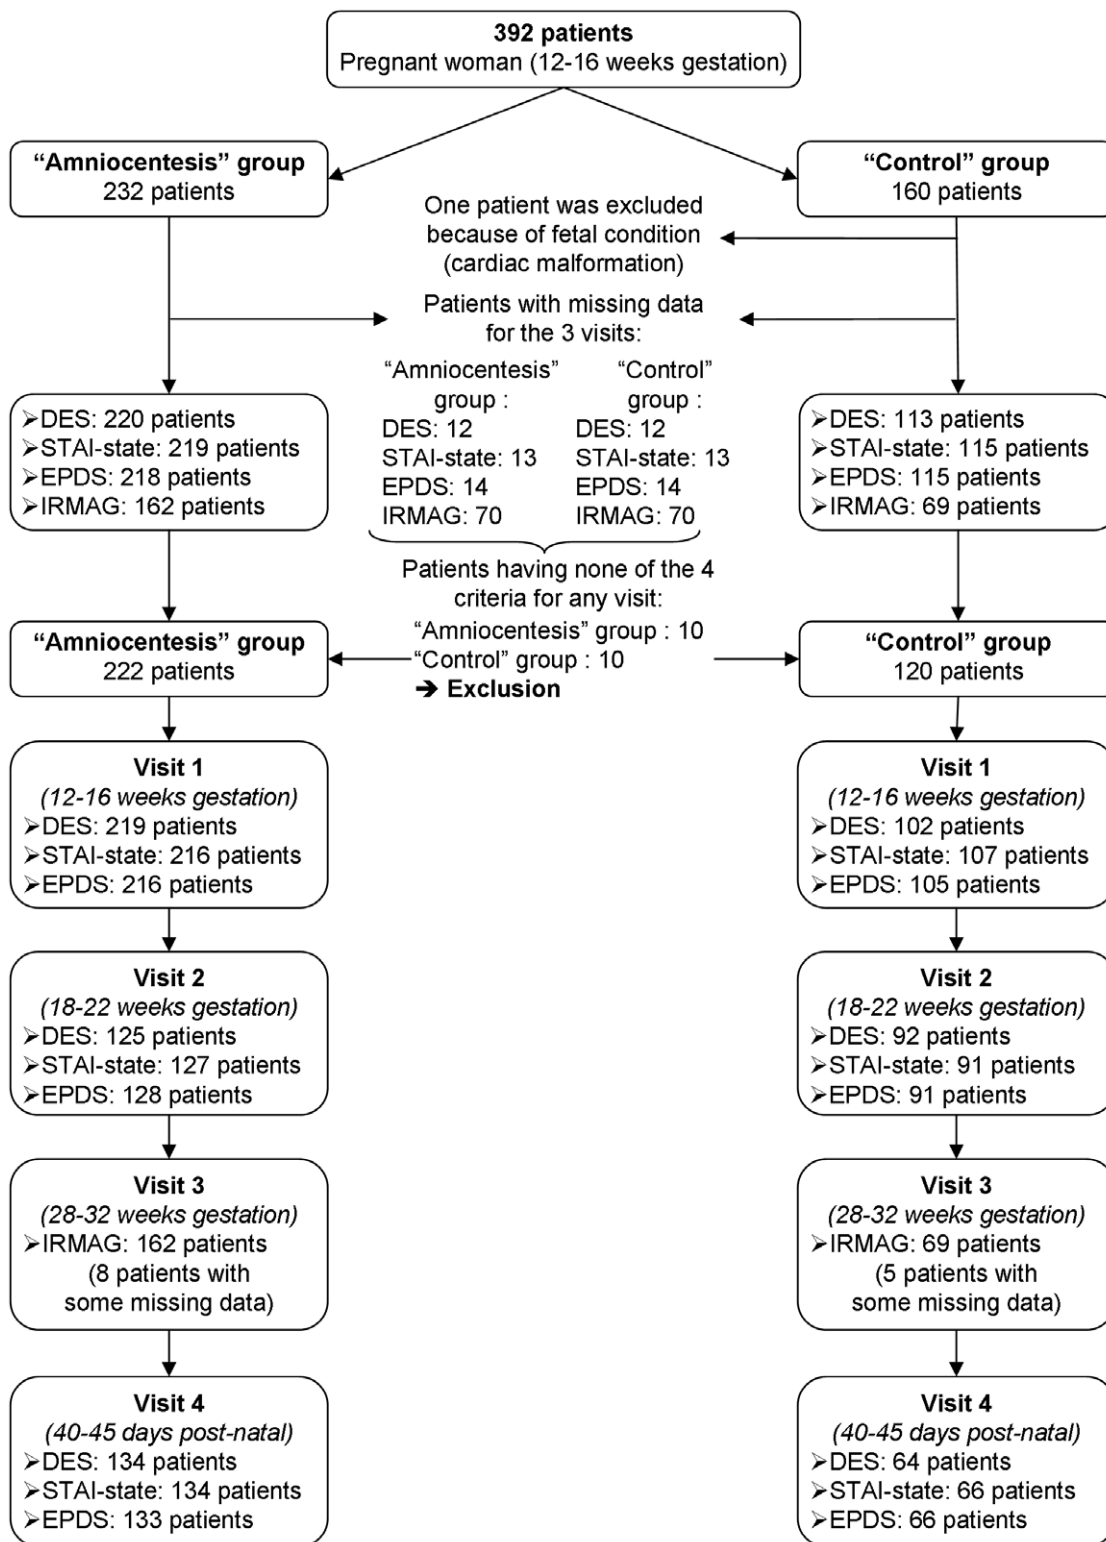 392 patients
Pregnant woman (12-16 weeks gestation)
“Amniocentesis” group
232 patients
“Control” group
160 patients
One patient was excluded
because of fetal condition
(cardiac malformation)
Patients with missing data
for the 3 visits:
“Amniocentesis”
group :
DES: 12
STAI-state: 13
EPDS: 14
IRMAG: 70
“Control”
group :
DES: 12
STAI-state: 13
EPDS: 14
IRMAG: 70
➢DES: 220 patients
➢STAI-state: 219 patients
➢EPDS: 218 patients
➢IRMAG: 162 patients
➢DES: 113 patients
➢STAI-state: 115 patients
➢EPDS: 115 patients
➢IRMAG: 69 patients
Patients having none of the 4
criteria for any visit:
“Amniocentesis” group : 10
“Control” group : 10
➔ Exclusion
“Amniocentesis” group
222 patients
“Control” group
120 patients
Visit 1
(12-16 weeks gestation)
➢DES: 219 patients
➢STAI-state: 216 patients
➢EPDS: 216 patients
Visit 1
(12-16 weeks gestation)
➢DES: 102 patients
➢STAI-state: 107 patients
➢EPDS: 105 patients
Visit 2
(18-22 weeks gestation)
➢DES: 125 patients
➢STAI-state: 127 patients
➢EPDS: 128 patients
Visit 2
(18-22 weeks gestation)
➢DES: 92 patients
➢STAI-state: 91 patients
➢EPDS: 91 patients
Visit 3
(28-32 weeks gestation)
➢IRMAG: 162 patients
(8 patients with
some missing data)
Visit 3
(28-32 weeks gestation)
➢IRMAG: 69 patients
(5 patients with
some missing data)
Visit 4
(40-45 days post-natal)
➢DES: 134 patients
➢STAI-state: 134 patients
➢EPDS: 133 patients
Visit 4
(40-45 days post-natal)
➢DES: 64 patients
➢STAI-state: 66 patients
➢EPDS: 66 patients